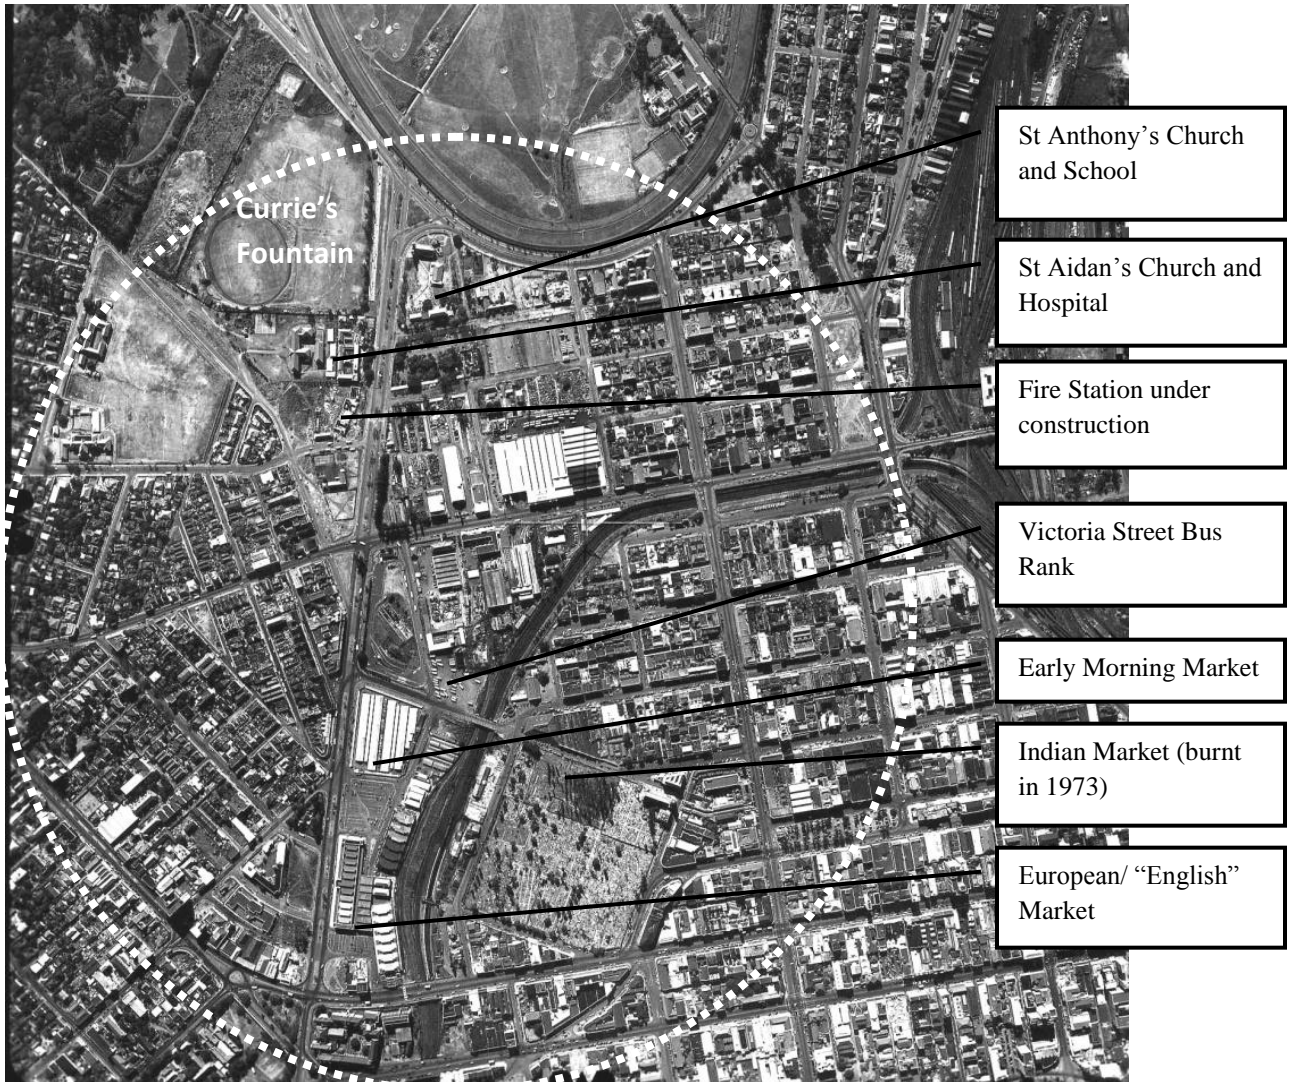 Currie’s
Fountain
St Anthony’s Church
and School
St Aidan’s Church and
Hospital
Fire Station under
construction
Victoria Street Bus
Rank
Early Morning Market
Indian Market (burnt
in 1973)
European/ “English”
Market